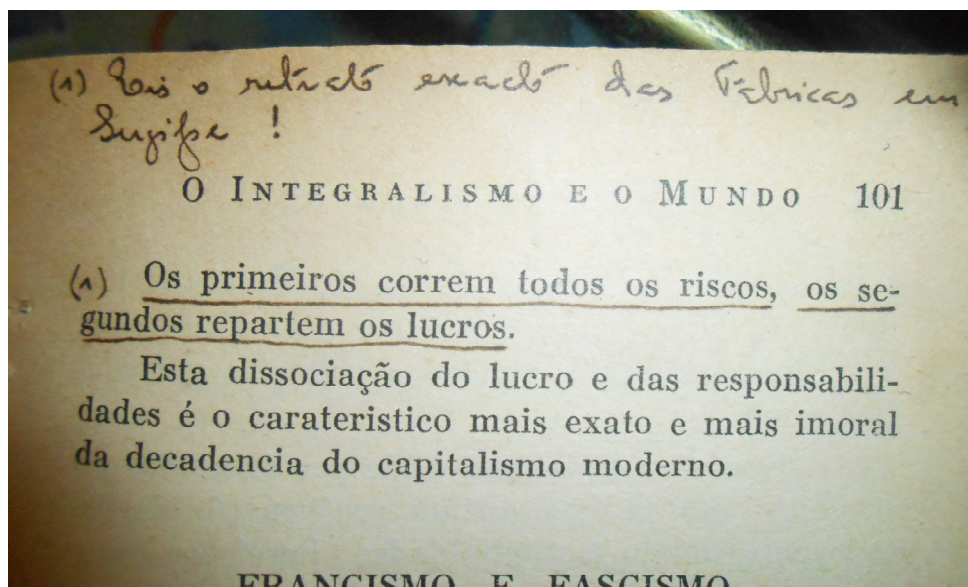 (1) Eis o retrato exacto das Fabricas em
Sergipe !
O INTEGRALISMO E O MUNDO 101
(1) Os primeiros correm todos os riscos, os se-
gundos repartem os lucros.
Esta dissociação do lucro e das responsabili-
dades é o carateristico mais exato e mais imoral
da decadencia do capitalismo moderno.
FRANCISMO E FASCISMO